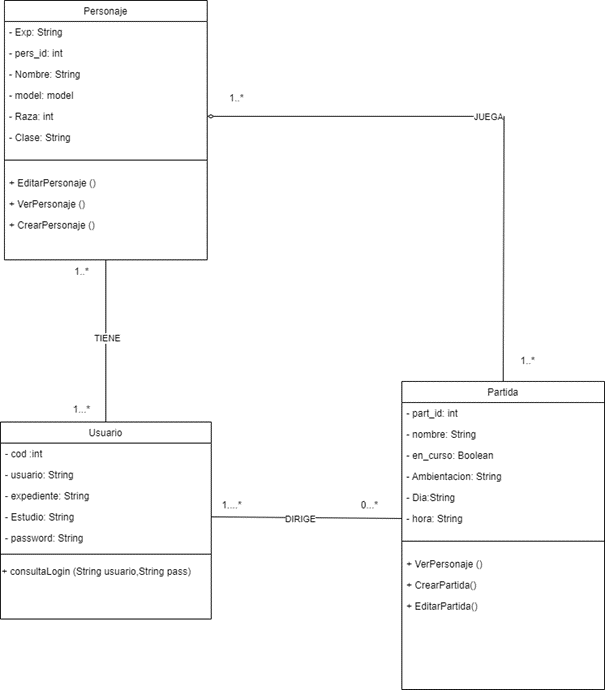 Personaje
- Exp: String
- pers_id: int
- Nombre: String
- model: model
- Raza: int
- Clase: String
+ EditarPersonaje ()
+ VerPersonaje ()
+ CrearPersonaje ()
1..*
JUEGA
1..*
TIENE
1..*
1...*
Usuario
- cod :int
- usuario: String
- expediente: String
- Estudio: String
- password: String
+ consultaLogin (String usuario,String pass)
1....*
DIRIGE
0...*
Partida
- part_id: int
- nombre: String
- en_curso: Boolean
- Ambientacion: String
- Dia:String
- hora: String
+ VerPersonaje ()
+ CrearPartida()
+ EditarPartida()